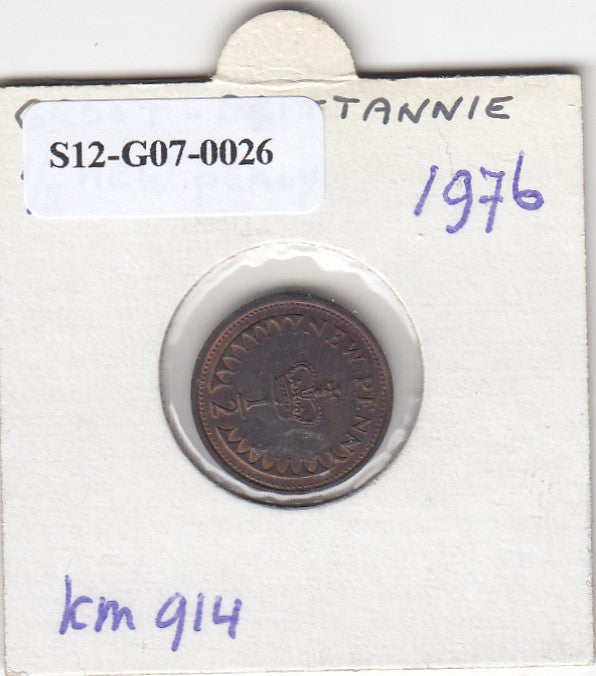 TANNIE
S12-G07-0026
1976
NEW PENNY
1/2
km 914